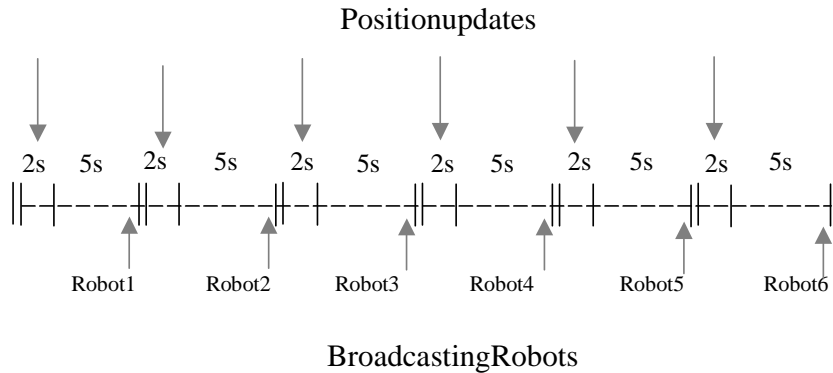 Positionupdates
2s 5s 2s 5s 2s 5s 2s 5s 2s 5s 2s 5s
Robot1 Robot2 Robot3 Robot4 Robot5 Robot6
BroadcastingRobots